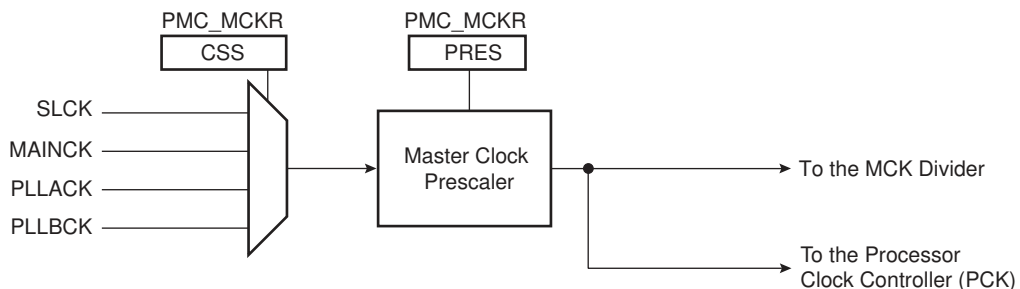 PMC_MCKR
PMC_MCKR
CSS
PRES
SLCK
MAINCK
PLLACK
PLLBCK
Master Clock
Prescaler
To the MCK Divider
To the Processor
Clock Controller (PCK)